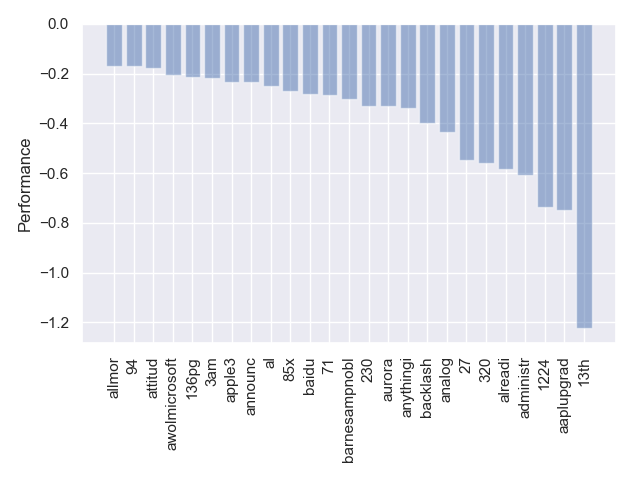 0.0
−0.2
−0.4
−0.6
−0.8
−1.0
−1.2
Performance
allmor
94
attitud
awolmicrosoft
136pg
3am
apple3
announc
al
85x
baidu
71
barnesampnobl
230
aurora
anythingi
backlash
analog
27
320
alreadi
administr
1224
aaplupgrad
13th